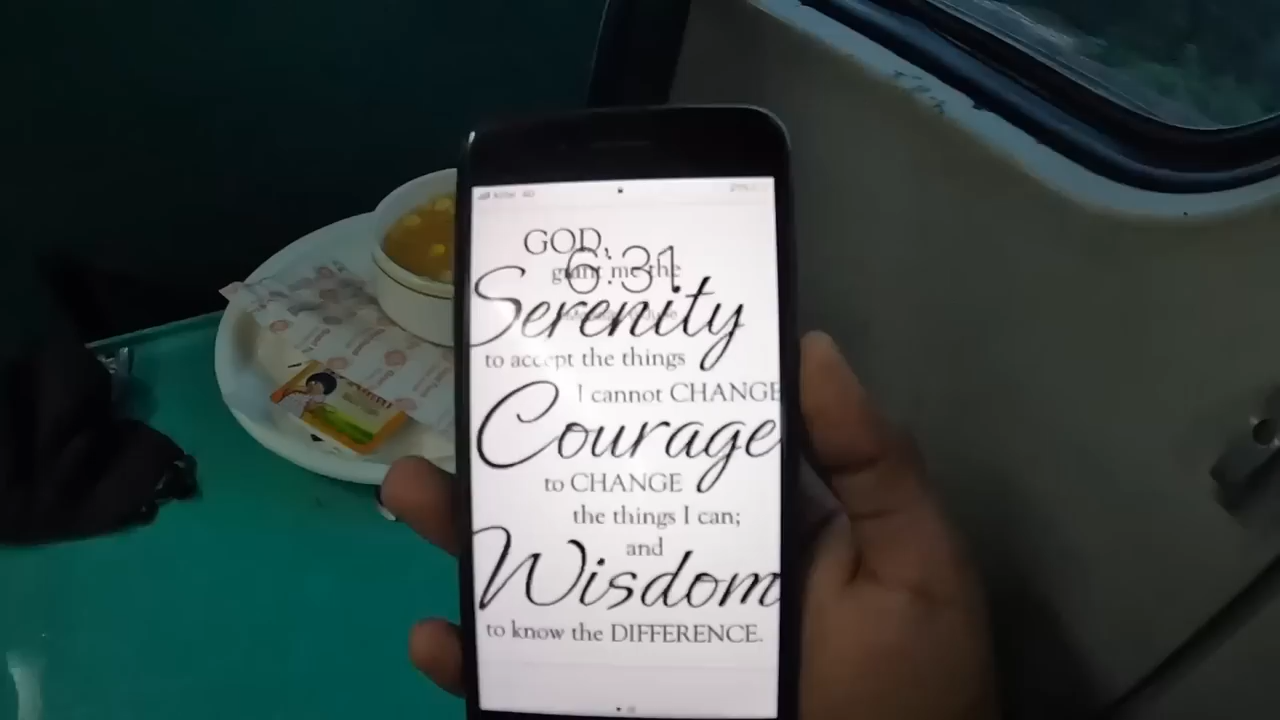 GOD,
6:31
grant me the
Serenity
to accept the things
I cannot CHANGE
Courage
to CHANGE
the things I can;
and
Wisdom
to know the DIFFERENCE.